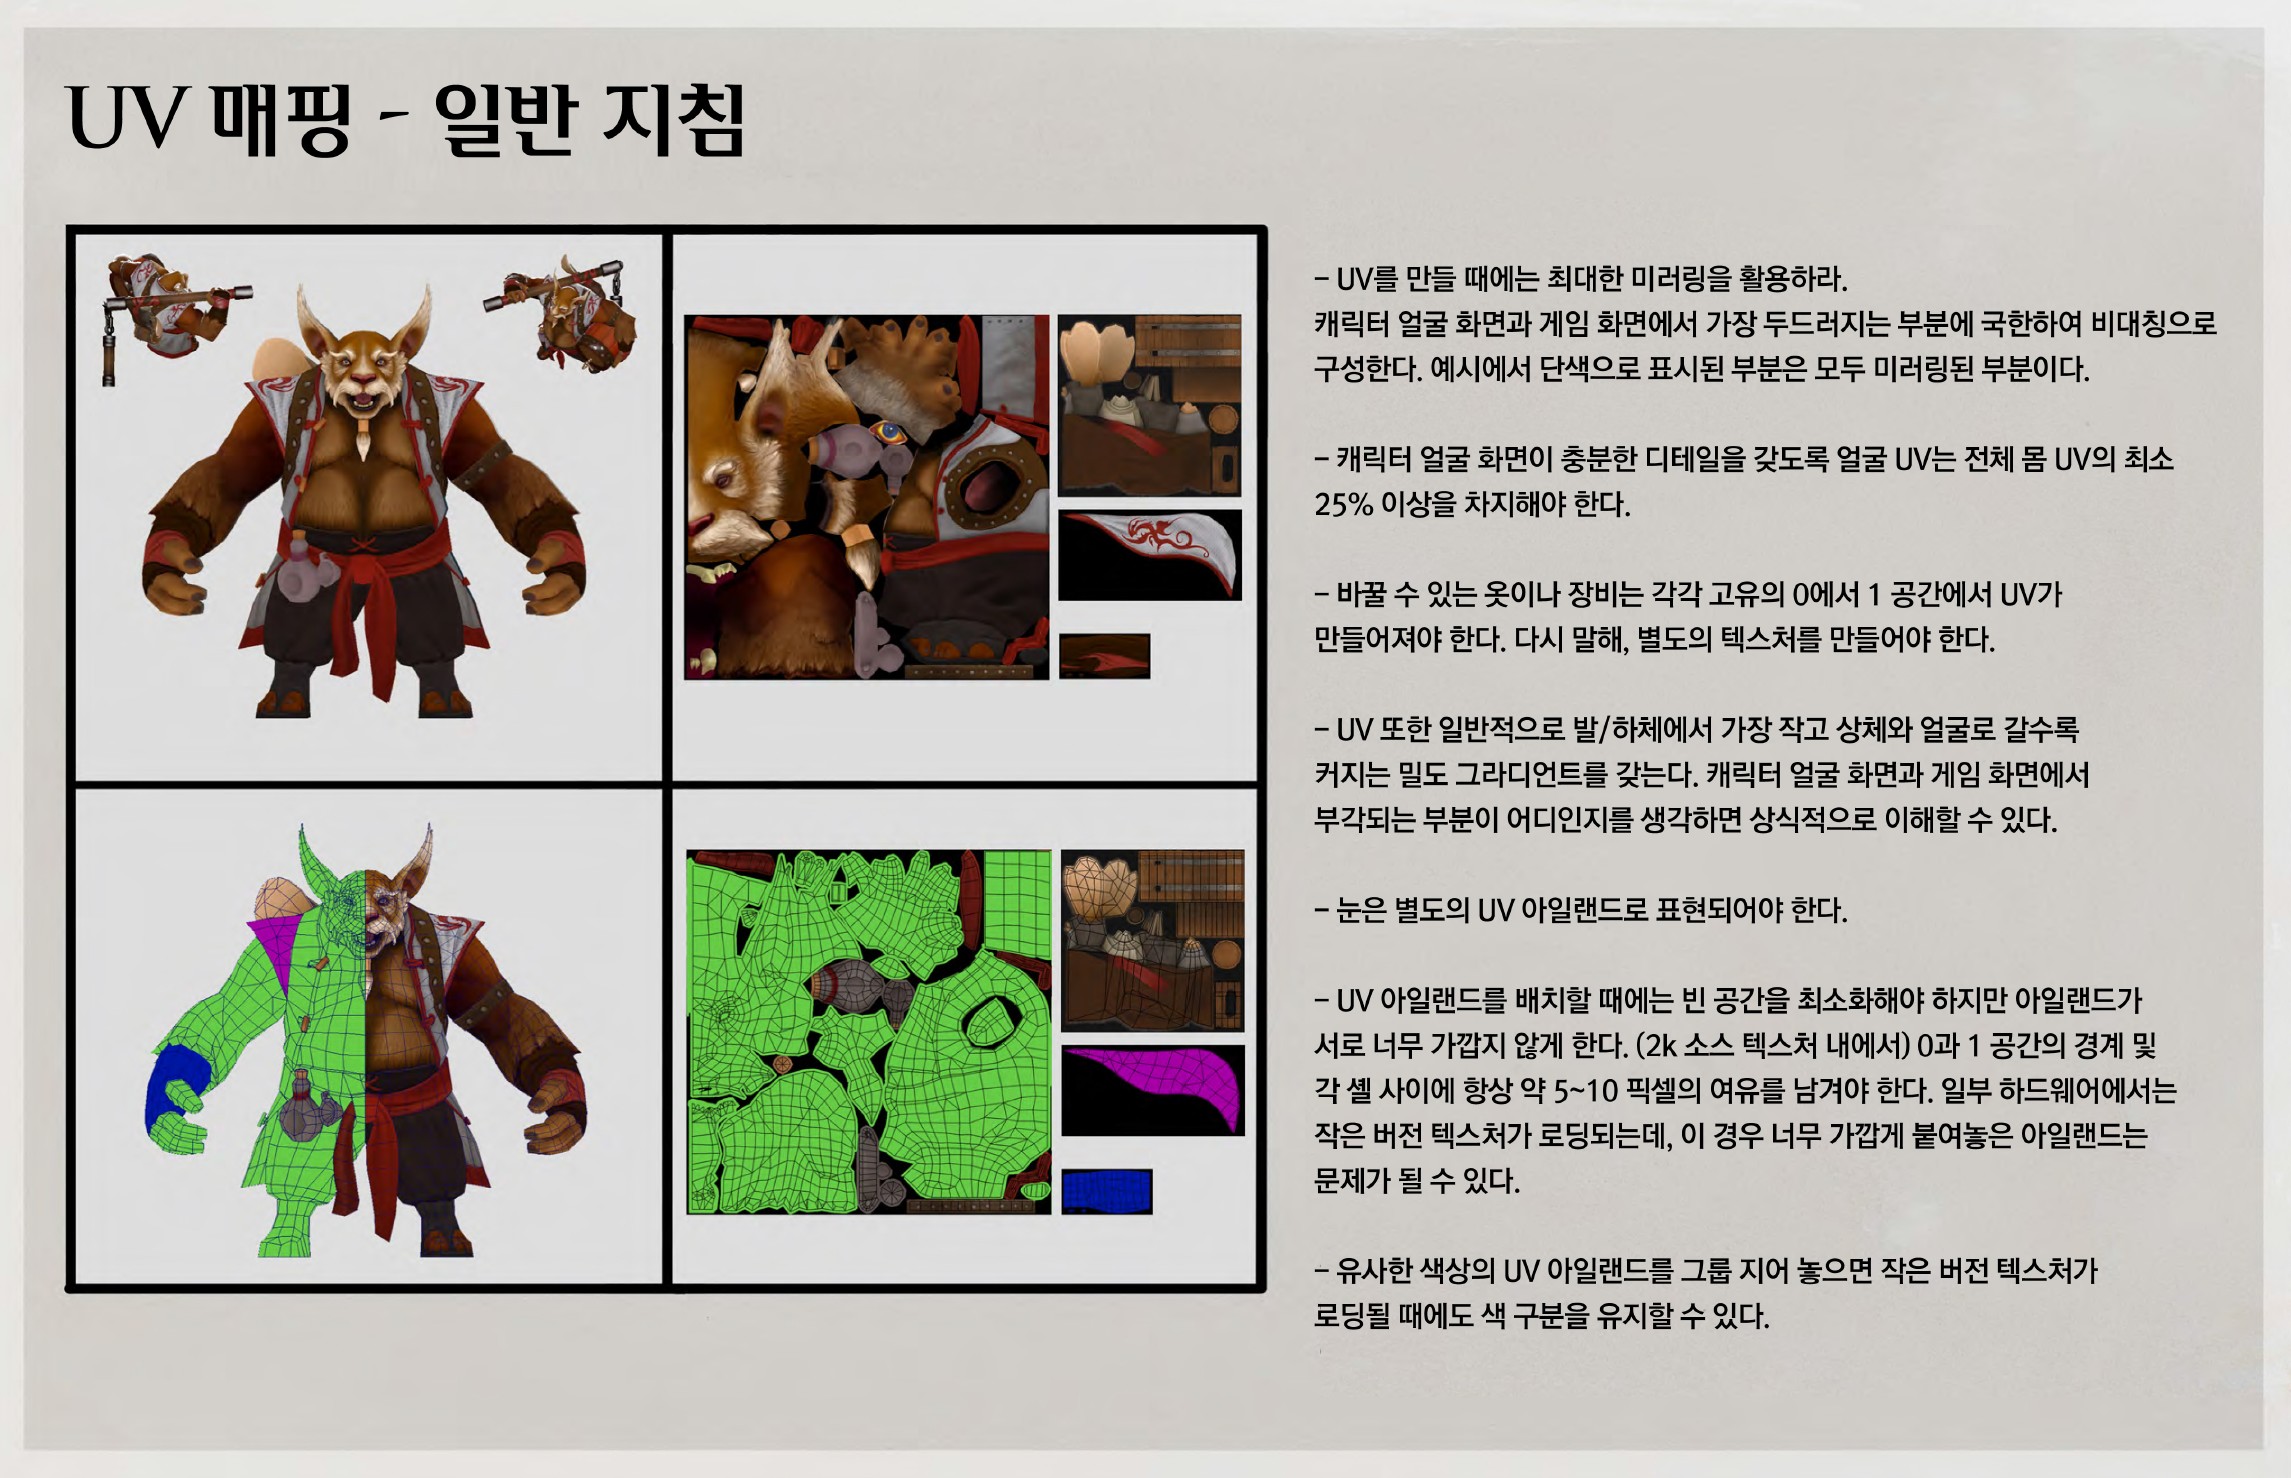 UV 매핑 - 일반 지침
- UV를 만들 때에는 최대한 미러링을 활용하라.
캐릭터 얼굴 화면과 게임 화면에서 가장 두드러지는 부분에 국한하여 비대칭으로
구성한다. 예시에서 단색으로 표시된 부분은 모두 미러링된 부분이다.
- 캐릭터 얼굴 화면이 충분한 디테일을 갖도록 얼굴 UV는 전체 몸 UV의 최소
25% 이상을 차지해야 한다.
- 바꿀 수 있는 옷이나 장비는 각각 고유의 0에서 1 공간에서 UV가
만들어져야 한다. 다시 말해, 별도의 텍스처를 만들어야 한다.
- UV 또한 일반적으로 발/하체에서 가장 작고 상체와 얼굴로 갈수록
커지는 밀도 그라디언트를 갖는다. 캐릭터 얼굴 화면과 게임 화면에서
부각되는 부분이 어디인지를 생각하면 상식적으로 이해할 수 있다.
- 눈은 별도의 UV 아일랜드로 표현되어야 한다.
- UV 아일랜드를 배치할 때에는 빈 공간을 최소화해야 하지만 아일랜드가
서로 너무 가깝지 않게 한다. (2k 소스 텍스처 내에서) 0과 1 공간의 경계 및
각 셸 사이에 항상 약 5~10 픽셀의 여유를 남겨야 한다. 일부 하드웨어에서는
작은 버전 텍스처가 로딩되는데, 이 경우 너무 가깝게 붙여놓은 아일랜드는
문제가 될 수 있다.
- 유사한 색상의 UV 아일랜드를 그룹 지어 놓으면 작은 버전 텍스처가
로딩될 때에도 색 구분을 유지할 수 있다.